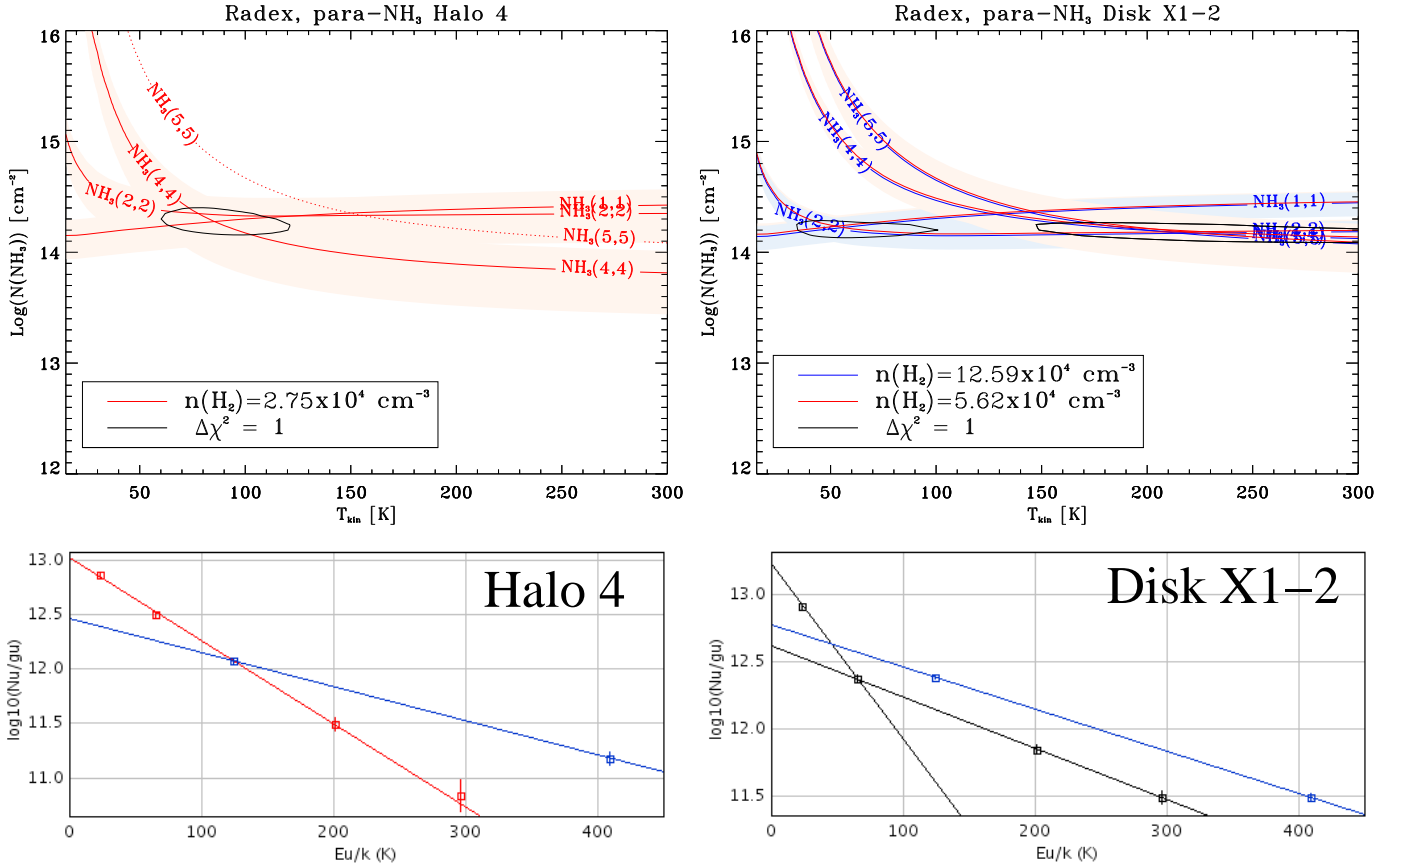 Radex, para−NH₃ Halo 4
16
15
14
13
12
Log(N(NH₃)) [cm⁻²]
NH₃(5,5)
NH₃(4,4)
NH₃(2,2)
NH₃(1,1)
NH₃(2,2)
NH₃(5,5)
NH₃(4,4)
n(H₂)=2.75x10⁴ cm⁻³
Δχ² = 1
50 100 150 200 250 300
Tₖᵢₙ [K]
Radex, para−NH₃ Disk X1−2
16
15
14
13
12
Log(N(NH₃)) [cm⁻²]
NH₃(5,5)
NH₃(4,4)
NH₃(2,2)
NH₃(1,1)
NH₃(2,2)
n(H₂)=12.59x10⁴ cm⁻³
n(H₂)=5.62x10⁴ cm⁻³
Δχ² = 1
50 100 150 200 250 300
Tₖᵢₙ [K]
Halo 4
13.0
12.5
12.0
11.5
11.0
log10(Nu/gu)
0 100 200 300 400
Eu/k (K)
Disk X1−2
13.0
12.5
12.0
11.5
log10(Nu/gu)
0 100 200 300 400
Eu/k (K)